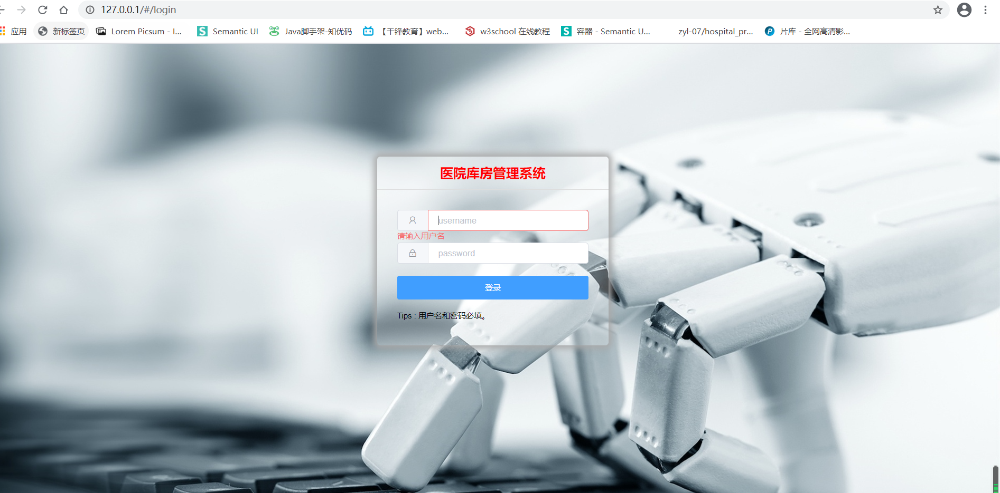 127.0.0.1/#/login
应用
新标签页
Lorem Picsum - I...
Semantic UI
Java脚手架-知优码
【千锋教育】web...
w3school 在线教程
容器 - Semantic U...
zyl-07/hospital_pr...
片库 - 全网高清影...
医院库房管理系统
username
请输入用户名
password
登录
Tips : 用户名和密码必填。